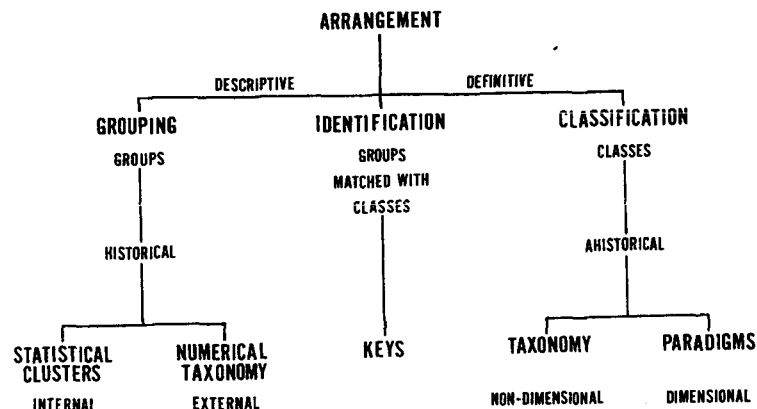 ARRANGEMENT
DESCRIPTIVE
DEFINITIVE
GROUPING
IDENTIFICATION
CLASSIFICATION
GROUPS
GROUPS
MATCHED WITH
CLASSES
CLASSES
HISTORICAL
AHISTORICAL
STATISTICAL
CLUSTERS
NUMERICAL
TAXONOMY
KEYS
TAXONOMY
PARADIGMS
INTERNAL
EXTERNAL
NON-DIMENSIONAL
DIMENSIONAL